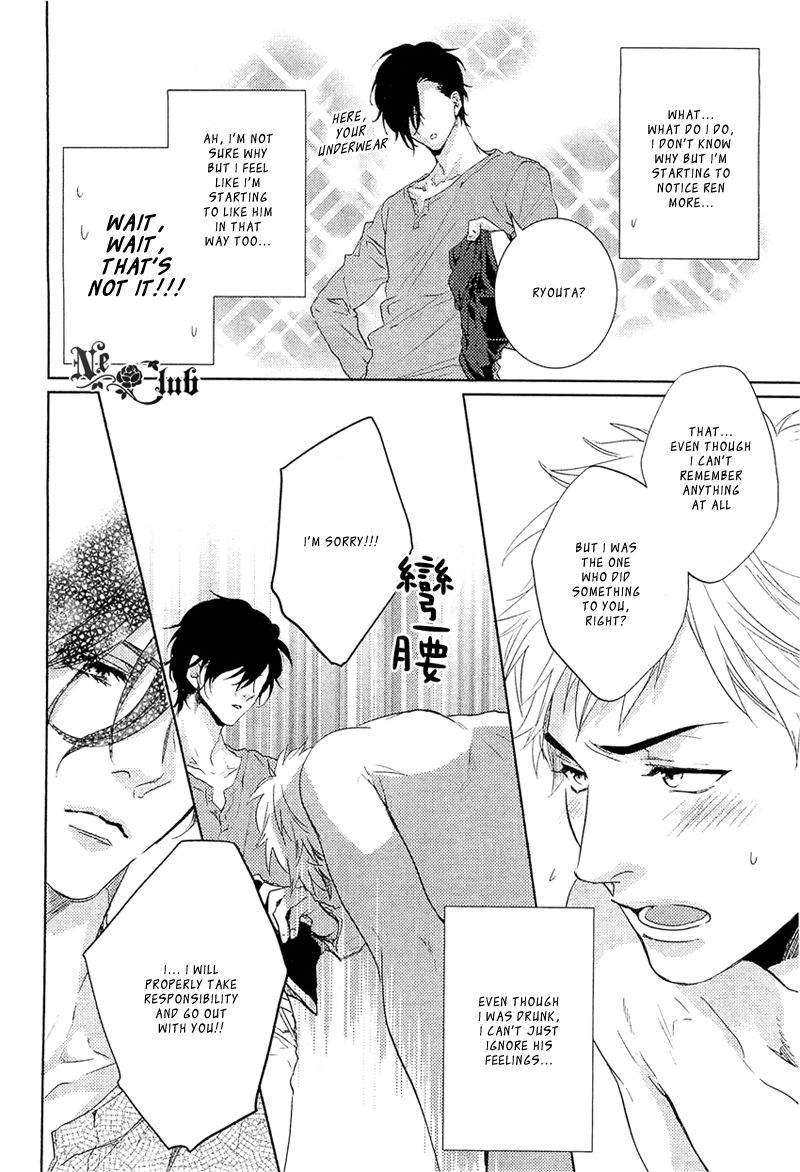 WHAT...
WHAT DO I DO,
I DON'T KNOW
WHY BUT I'M
STARTING TO
NOTICE REN
MORE...
HERE,
YOUR
UNDERWEAR
RYOUTA?
AH, I'M NOT
SURE WHY
BUT I FEEL
LIKE I'M
STARTING
TO LIKE HIM
IN THAT
WAY TOO...
WAIT,
WAIT,
THAT'S
NOT IT!!!
Ne Club
THAT...
EVEN THOUGH
I CAN'T
REMEMBER
ANYTHING
AT ALL
BUT I WAS
THE ONE
WHO DID
SOMETHING
TO YOU,
RIGHT?
I'M SORRY!!!
彎腰
EVEN THOUGH
I WAS DRUNK,
I CAN'T JUST
IGNORE HIS
FEELINGS...
I... I WILL
PROPERLY TAKE
RESPONSIBILITY
AND GO OUT
WITH YOU!!